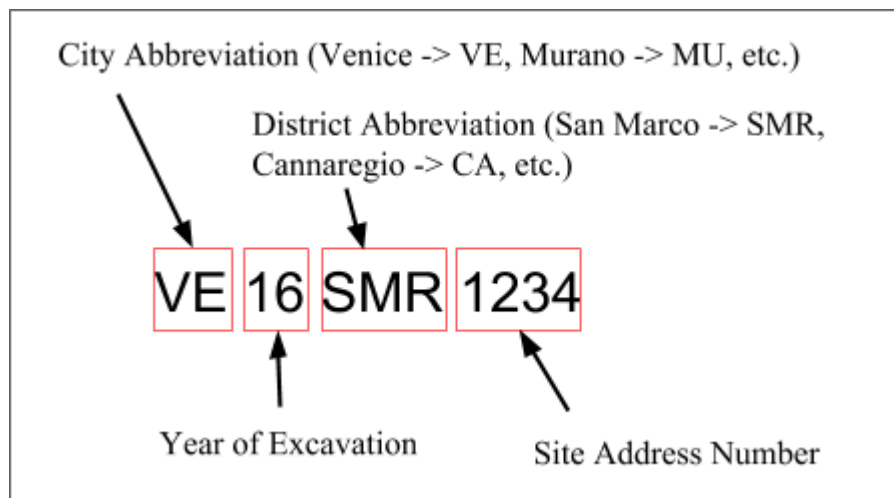 City Abbreviation (Venice -> VE, Murano -> MU, etc.)
District Abbreviation (San Marco -> SMR,
Cannaregio -> CA, etc.)
VE 16 SMR 1234
Year of Excavation
Site Address Number